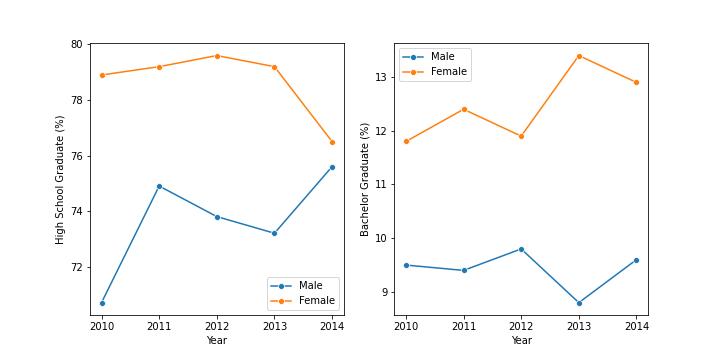 High School Graduate (%)
80
78
76
74
72
2010 2011 2012 2013 2014
Year
Male
Female
Bachelor Graduate (%)
13
12
11
10
9
2010 2011 2012 2013 2014
Year
Male
Female